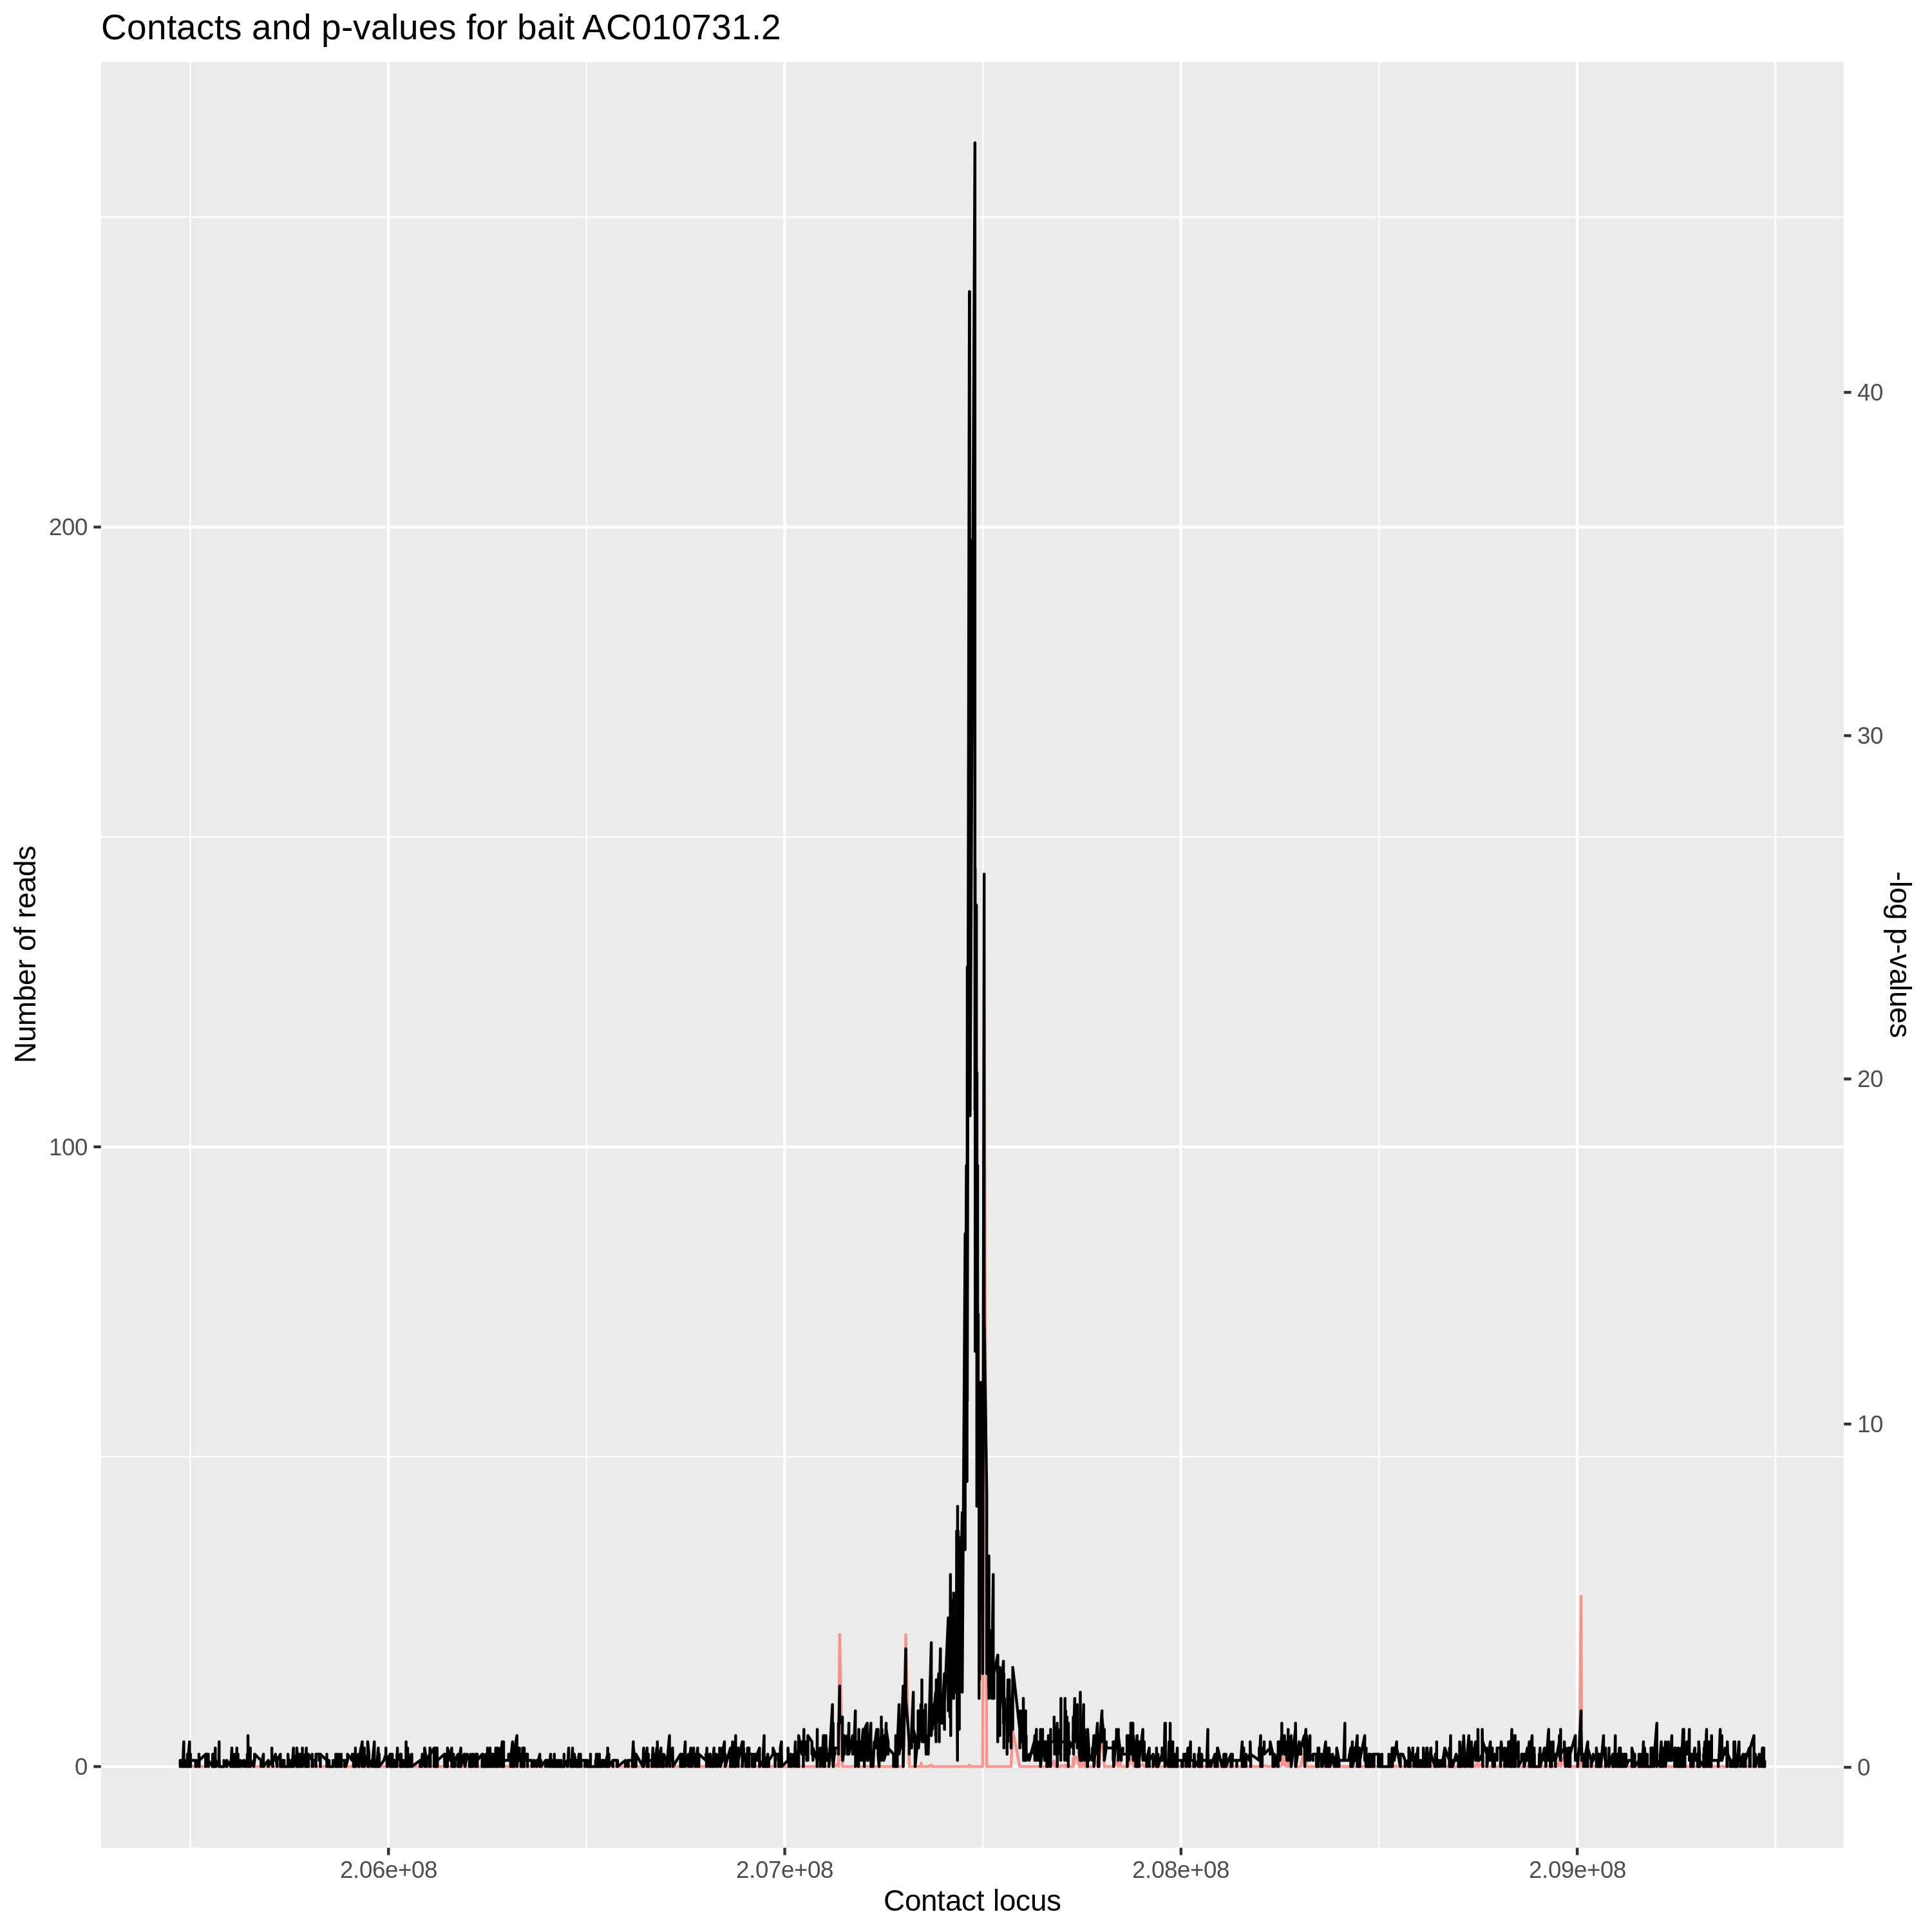 Contacts and p-values for bait AC010731.2
Number of reads
200
100
0
40
30
20
10
0
-log p-values
2.06e+08
2.07e+08
2.08e+08
2.09e+08
Contact locus